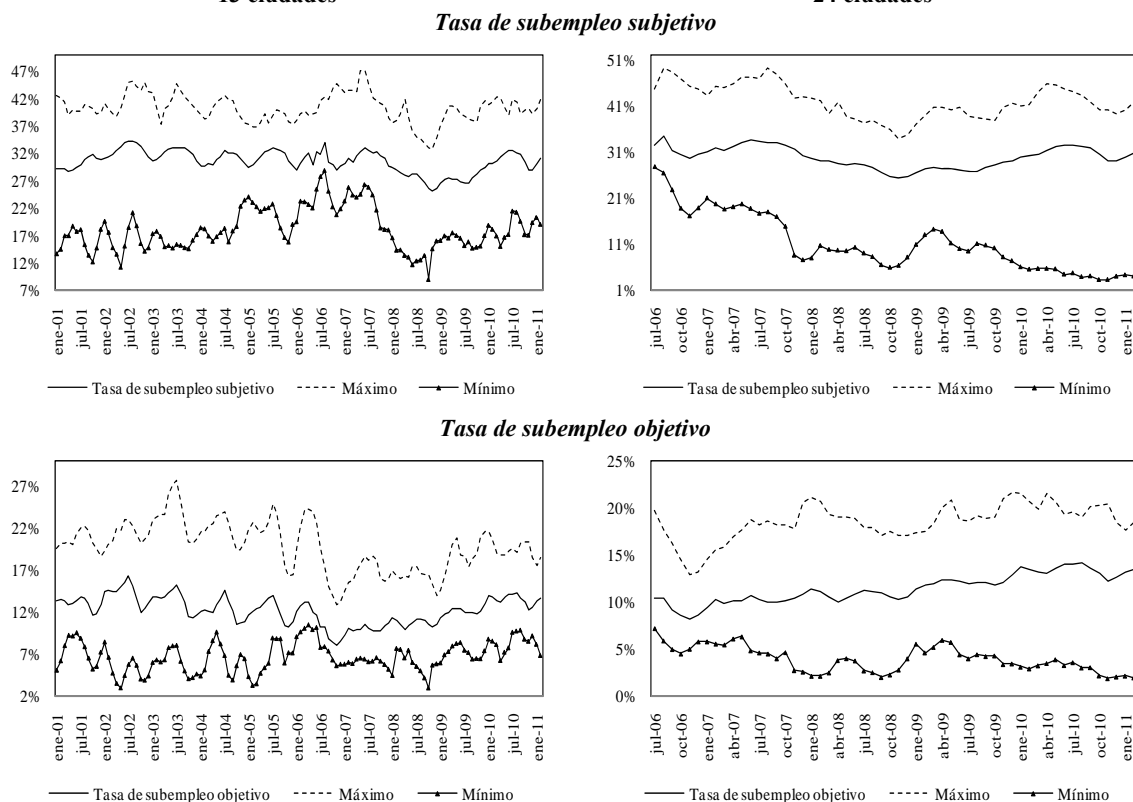 13 ciudades 24 ciudades
Tasa de subempleo subjetivo
47%
42%
37%
32%
27%
22%
17%
12%
7%
ene-01
jul-01
ene-02
jul-02
ene-03
jul-03
ene-04
jul-04
ene-05
jul-05
ene-06
jul-06
ene-07
jul-07
ene-08
jul-08
ene-09
jul-09
ene-10
jul-10
ene-11
Tasa de subempleo subjetivo Máximo Mínimo
51%
41%
31%
21%
11%
1%
jul-06
oct-06
ene-07
abr-07
jul-07
oct-07
ene-08
abr-08
jul-08
oct-08
ene-09
abr-09
jul-09
oct-09
ene-10
abr-10
jul-10
oct-10
ene-11
Tasa de subempleo subjetivo Máximo Mínimo
Tasa de subempleo objetivo
27%
22%
17%
12%
7%
2%
ene-01
jul-01
ene-02
jul-02
ene-03
jul-03
ene-04
jul-04
ene-05
jul-05
ene-06
jul-06
ene-07
jul-07
ene-08
jul-08
ene-09
jul-09
ene-10
jul-10
ene-11
Tasa de subempleo objetivo Máximo Mínimo
25%
20%
15%
10%
5%
0%
jul-06
oct-06
ene-07
abr-07
jul-07
oct-07
ene-08
abr-08
jul-08
oct-08
ene-09
abr-09
jul-09
oct-09
ene-10
abr-10
jul-10
oct-10
ene-11
Tasa de subempleo objetivo Máximo Mínimo